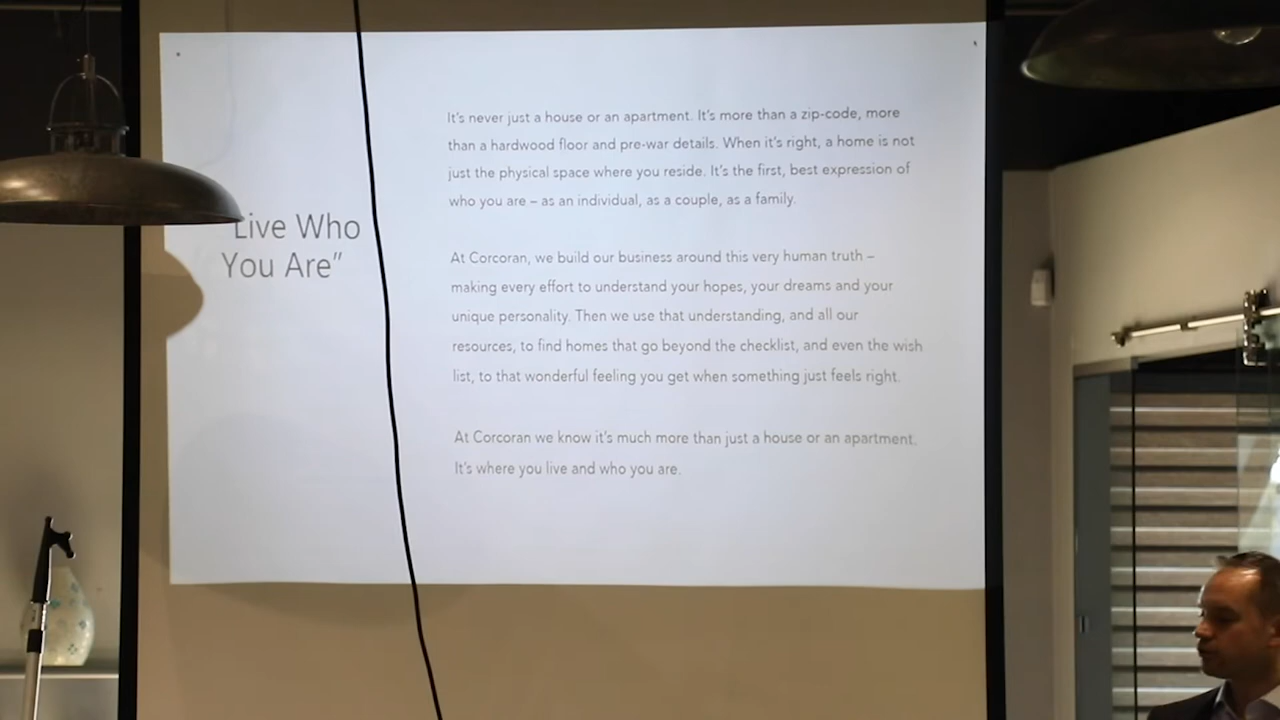 "Live Who
You Are"
It's never just a house or an apartment. It's more than a zip-code, more
than a hardwood floor and pre-war details. When it's right, a home is not
just the physical space where you reside. It's the first, best expression of
who you are – as an individual, as a couple, as a family.
At Corcoran, we build our business around this very human truth –
making every effort to understand your hopes, your dreams and your
unique personality. Then we use that understanding, and all our
resources, to find homes that go beyond the checklist, and even the wish
list, to that wonderful feeling you get when something just feels right.
At Corcoran we know it's much more than just a house or an apartment.
It's where you live and who you are.